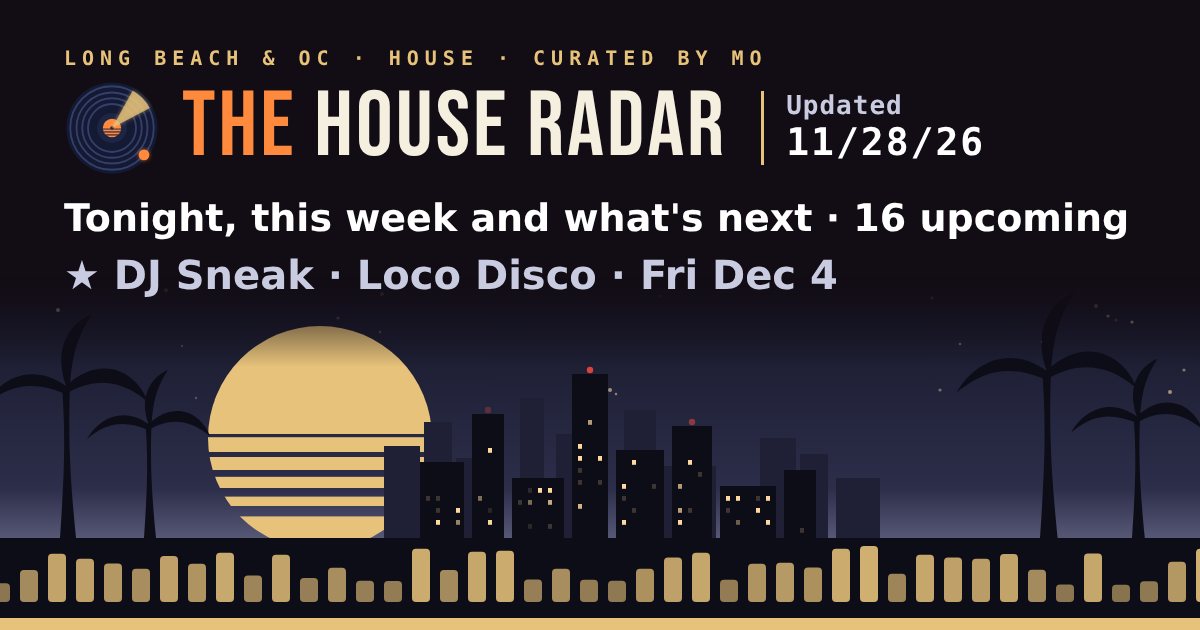 LONG BEACH & OC · HOUSE · CURATED BY MO
THE HOUSE RADAR
Updated
11/28/26
Tonight, this week and what's next · 16 upcoming
★ DJ Sneak · Loco Disco · Fri Dec 4